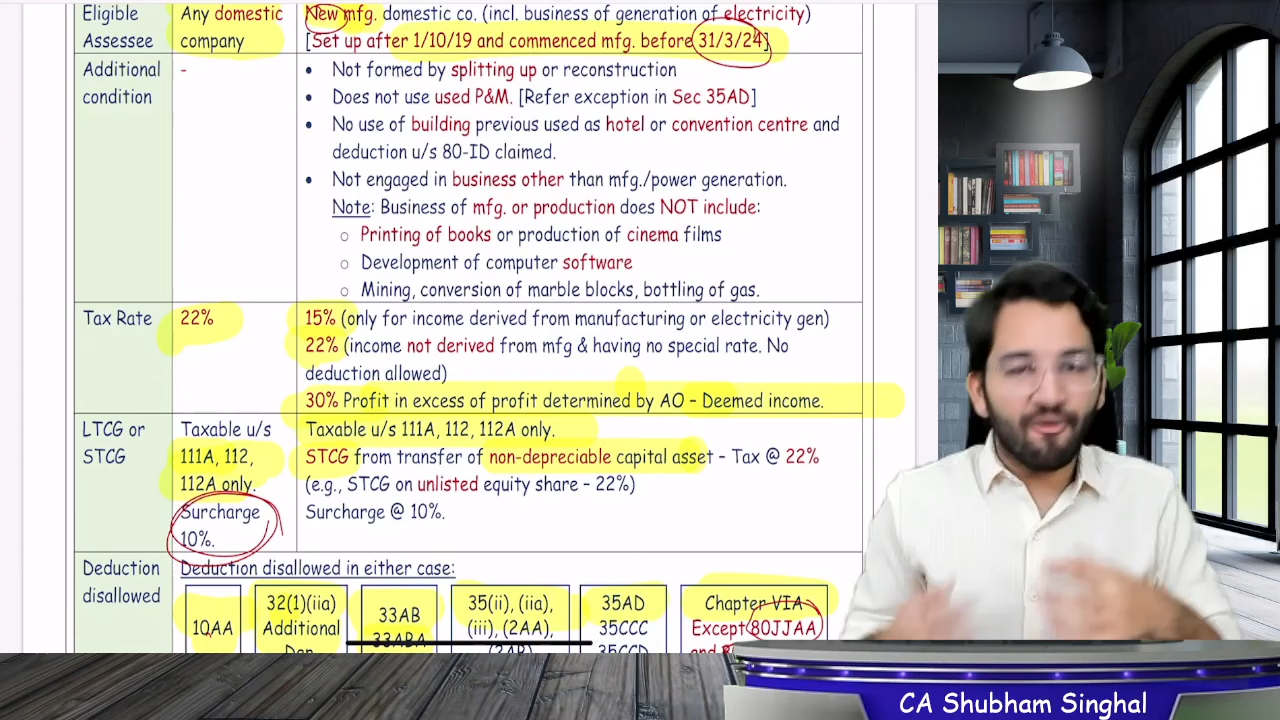 Eligible Any domestic New mfg. domestic co. (incl. business of generation of electricity)
Assessee company [Set up after 1/10/19 and commenced mfg. before 31/3/24]
Additional - • Not formed by splitting up or reconstruction
condition • Does not use used P&M. [Refer exception in Sec 35AD]
• No use of building previous used as hotel or convention centre and
deduction u/s 80-ID claimed.
• Not engaged in business other than mfg./power generation.
Note: Business of mfg. or production does NOT include:
○ Printing of books or production of cinema films
○ Development of computer software
○ Mining, conversion of marble blocks, bottling of gas.
Tax Rate 22% 15% (only for income derived from manufacturing or electricity gen)
22% (income not derived from mfg & having no special rate. No
deduction allowed)
30% Profit in excess of profit determined by AO – Deemed income.
LTCG or Taxable u/s Taxable u/s 111A, 112, 112A only.
STCG 111A, 112, STCG from transfer of non-depreciable capital asset – Tax @ 22%
112A only. (e.g., STCG on unlisted equity share – 22%)
Surcharge Surcharge @ 10%.
10%.
Deduction Deduction disallowed in either case:
disallowed
10AA
32(1)(iia)
Additional
Dep
33AB
33ABA
35(ii), (iia),
(iii), (2AA),
(2AB)
35AD
35CCC
35CCD
Chapter VIA
Except 80JJAA
and
CA Shubham Singhal